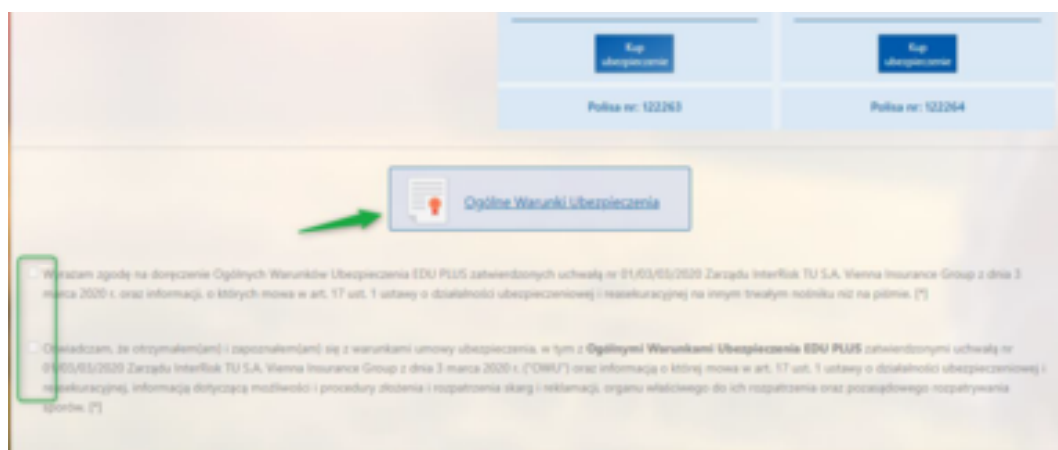 Kup
ubezpieczenie
Kup
ubezpieczenie
Polisa nr: 122263
Polisa nr: 122264
Ogólne Warunki Ubezpieczenia
Wyrażam zgodę na doręczenie Ogólnych Warunków Ubezpieczenia EDU PLUS zatwierdzonych uchwałą nr 01/03/03/2020 Zarządu InterRisk TU S.A. Vienna Insurance Group z dnia 3
marca 2020 r. oraz informacji, o których mowa w art. 17 ust. 1 ustawy o działalności ubezpieczeniowej i reasekuracyjnej na innym trwałym nośniku niż na piśmie. [*]
Oświadczam, że otrzymałem(am) i zapoznałem(am) się z warunkami umowy ubezpieczenia, w tym z Ogólnymi Warunkami Ubezpieczenia EDU PLUS zatwierdzonymi uchwałą nr
01/03/03/2020 Zarządu InterRisk TU S.A. Vienna Insurance Group z dnia 3 marca 2020 r. ("OWU") oraz informacją o której mowa w art. 17 ust. 1 ustawy o działalności ubezpieczeniowej i
reasekuracyjnej, informacją dotyczącą możliwości i procedury złożenia i rozpatrzenia skarg i reklamacji, organu właściwego do ich rozpatrzenia oraz pozasądowego rozpatrywania
sporów. [*]